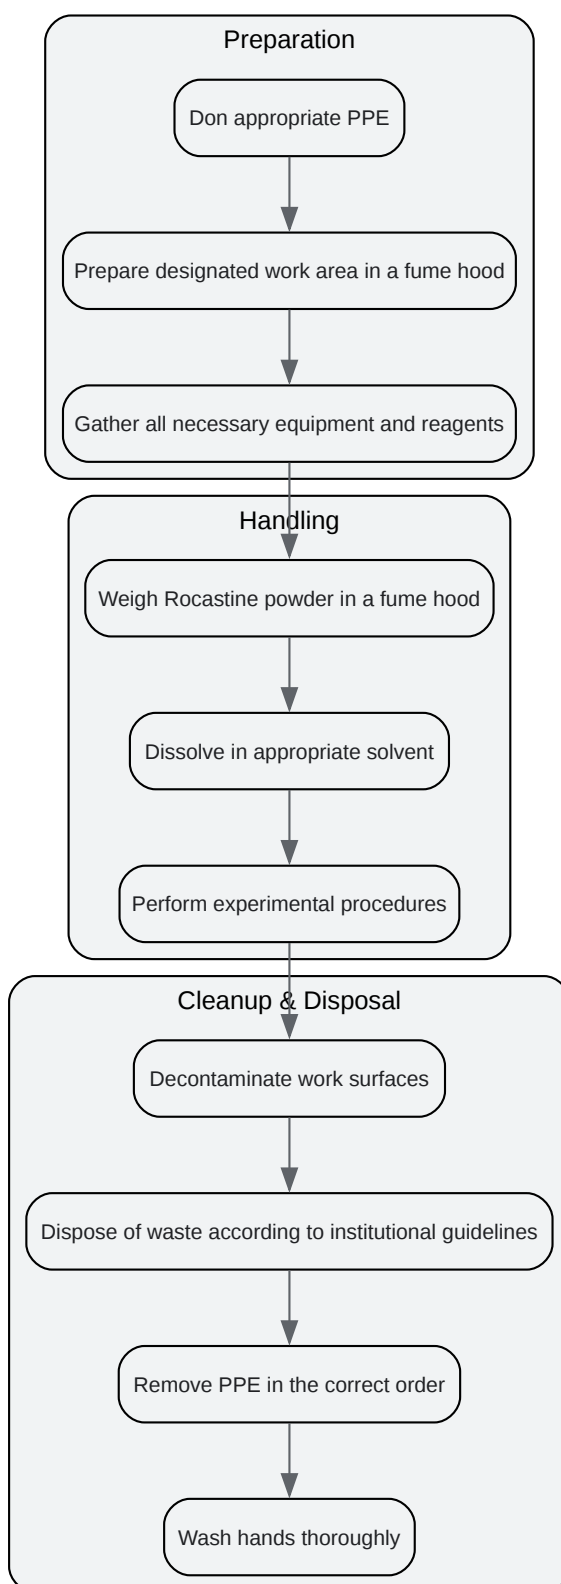 Preparation
Don appropriate PPE
Prepare designated work area in a fume hood
Gather all necessary equipment and reagents
Handling
Weigh Rocastine powder in a fume hood
Dissolve in appropriate solvent
Perform experimental procedures
Cleanup & Disposal
Decontaminate work surfaces
Dispose of waste according to institutional guidelines
Remove PPE in the correct order
Wash hands thoroughly